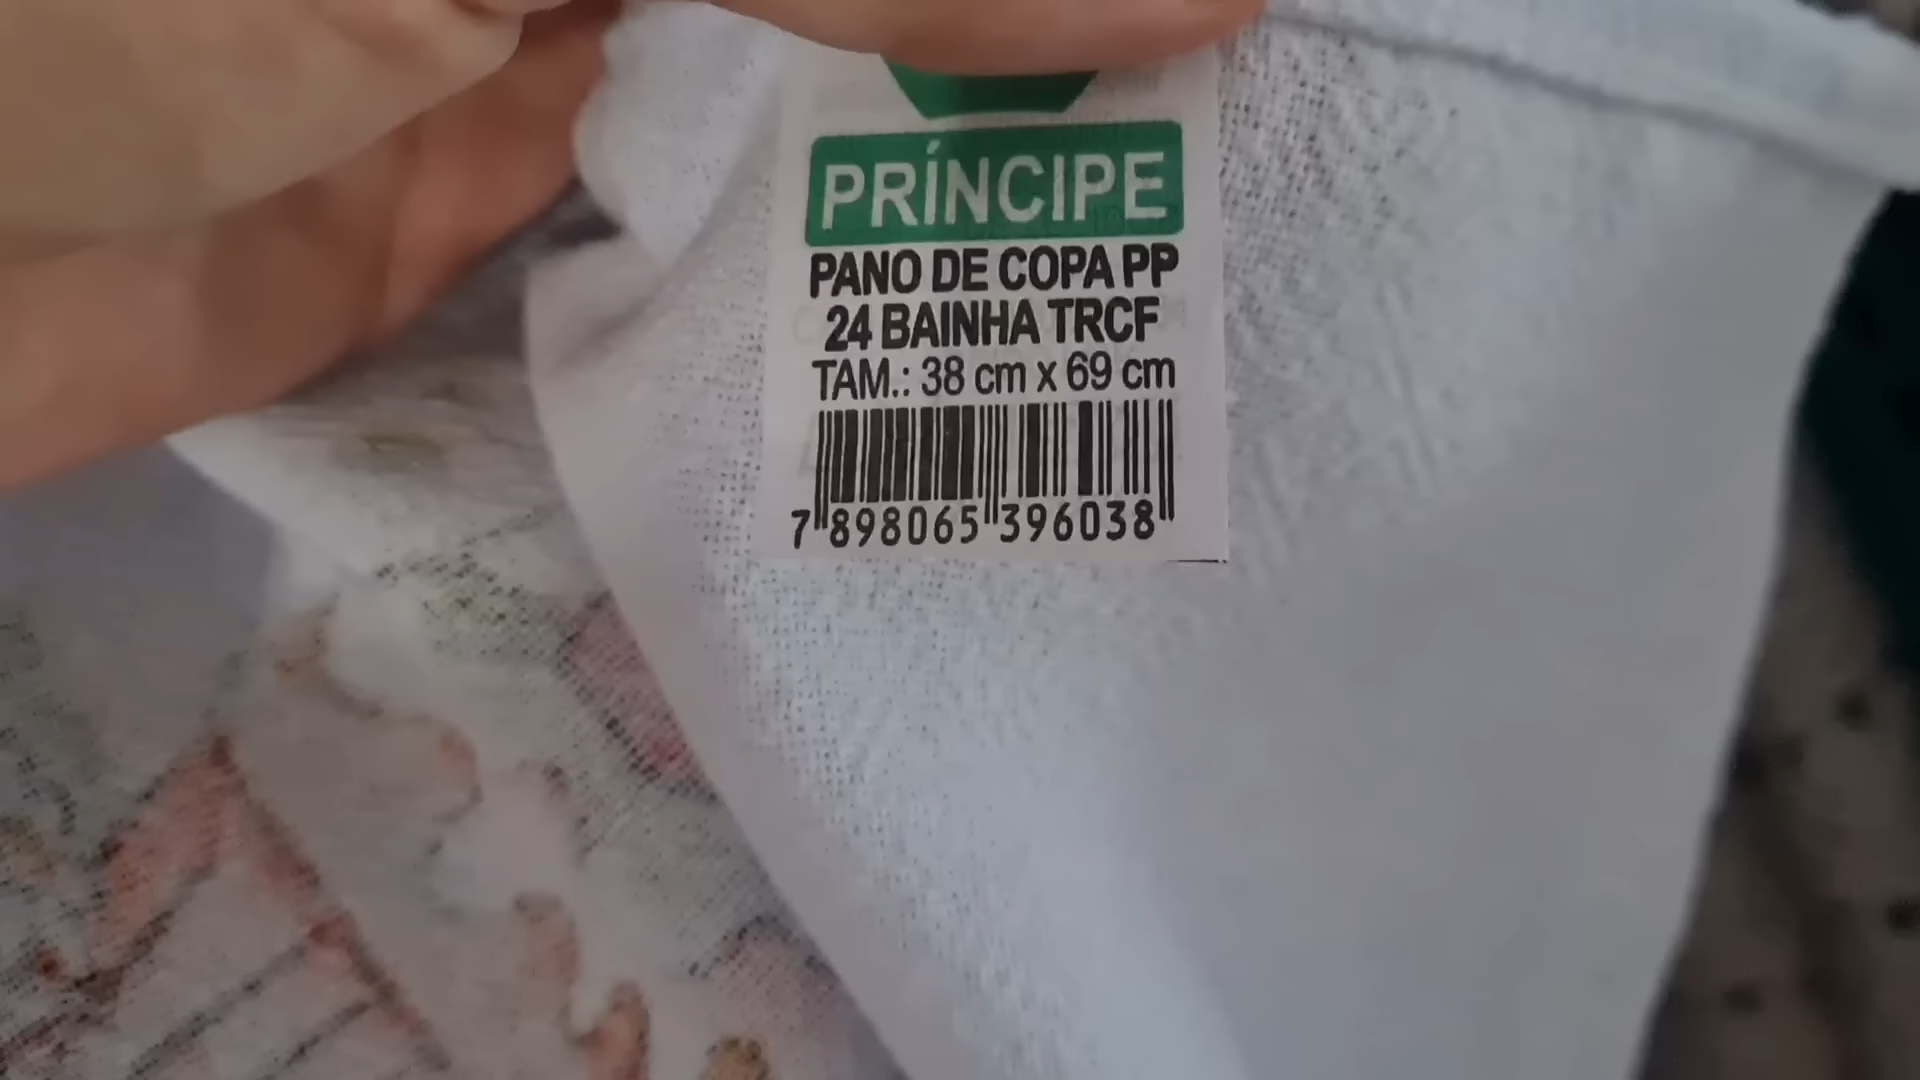 PRÍNCIPE
PANO DE COPA PP
24 BAINHA TRCF
TAM.: 38 cm x 69 cm
7 898065 396038